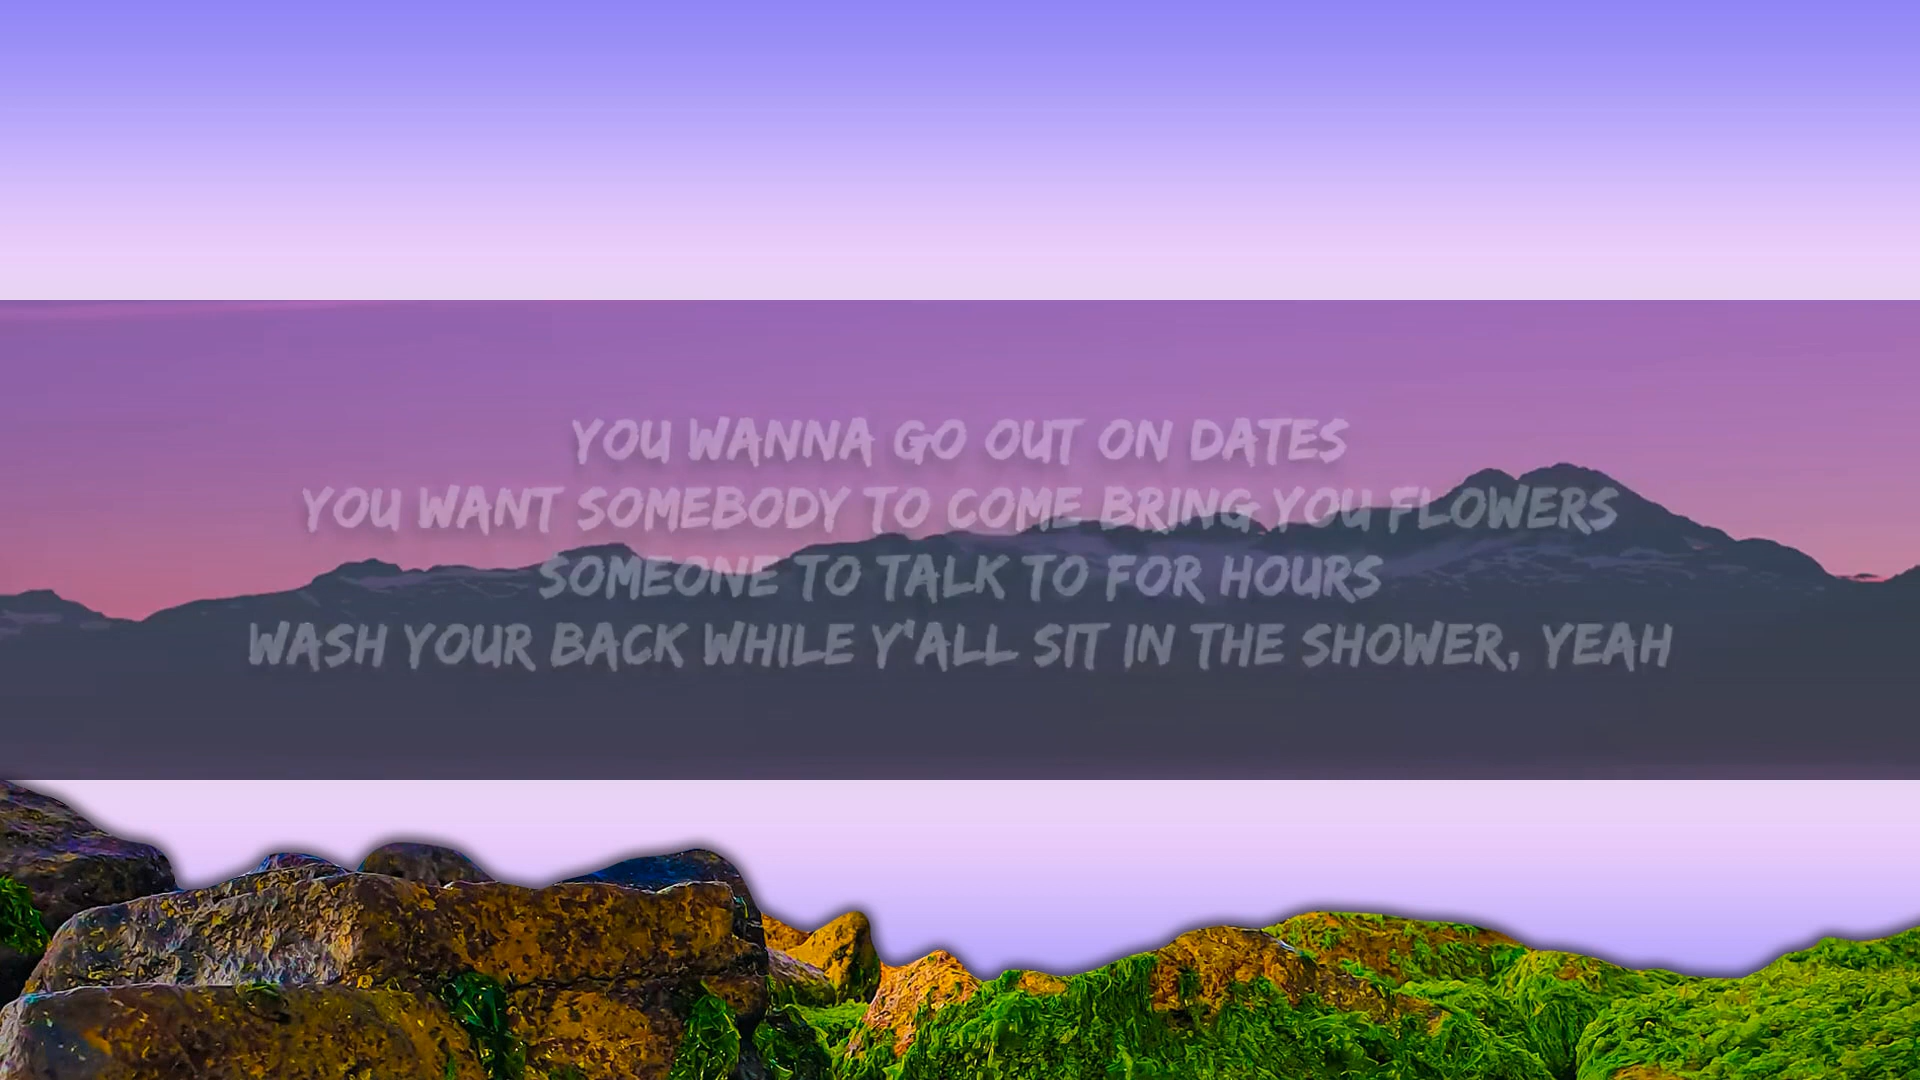 YOU WANNA GO OUT ON DATES
YOU WANT SOMEBODY TO COME BRING YOU FLOWERS
SOMEONE TO TALK TO FOR HOURS
WASH YOUR BACK WHILE Y'ALL SIT IN THE SHOWER, YEAH